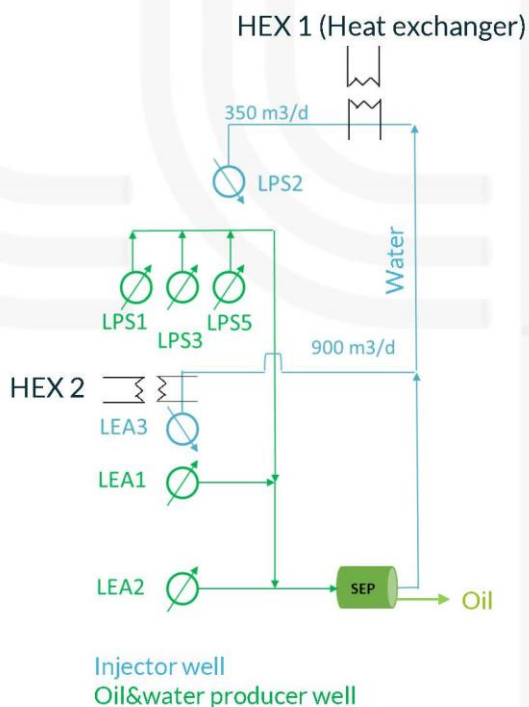 HEX 1 (Heat exchanger)
350 m3/d
LPS2
Water
LPS1
LPS3
LPS5
900 m3/d
HEX 2
LEA3
LEA1
LEA2
SEP
Oil
Injector well
Oil&water producer well